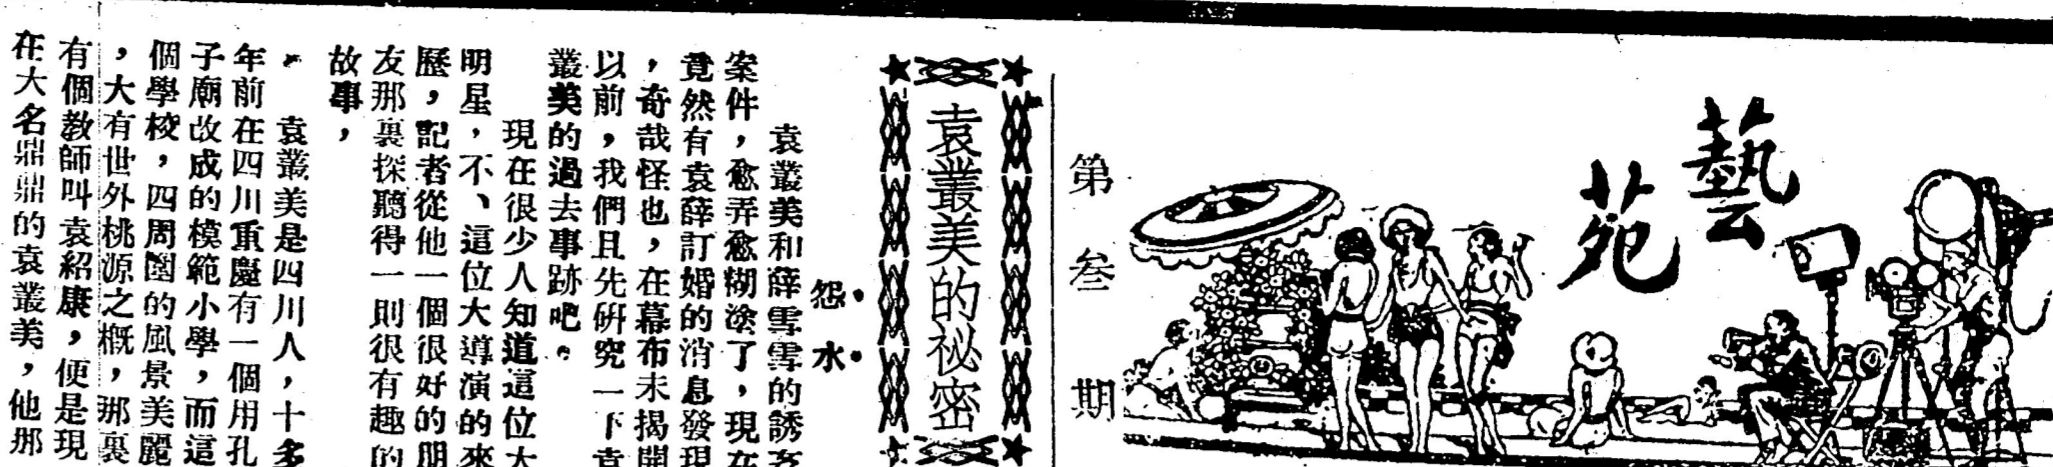 藝苑
第叁期
袁叢美的祕密
怨水
袁叢美和薛雪雪的誘
案件，愈弄愈糊塗了，現在
竟然有袁薛訂婚的消息發現
，奇哉怪也，在幕布未揭開
以前，我們且先硏究一下袁
叢美的過去事跡吧。
現在很少人知道這位大
明星，不、這位大導演的來
歷，記者從他一個很好的朋
友那裏探聽得一則很有趣的
故事，
袁叢美是四川人，十多
年前在四川重慶有一個用孔
子廟改成的模範小學，而這
個學校，四周圍的風景美麗
，大有世外桃源之槪，那裏
有個教師叫袁紹康，便是現
在大名鼎鼎的袁叢美，他那